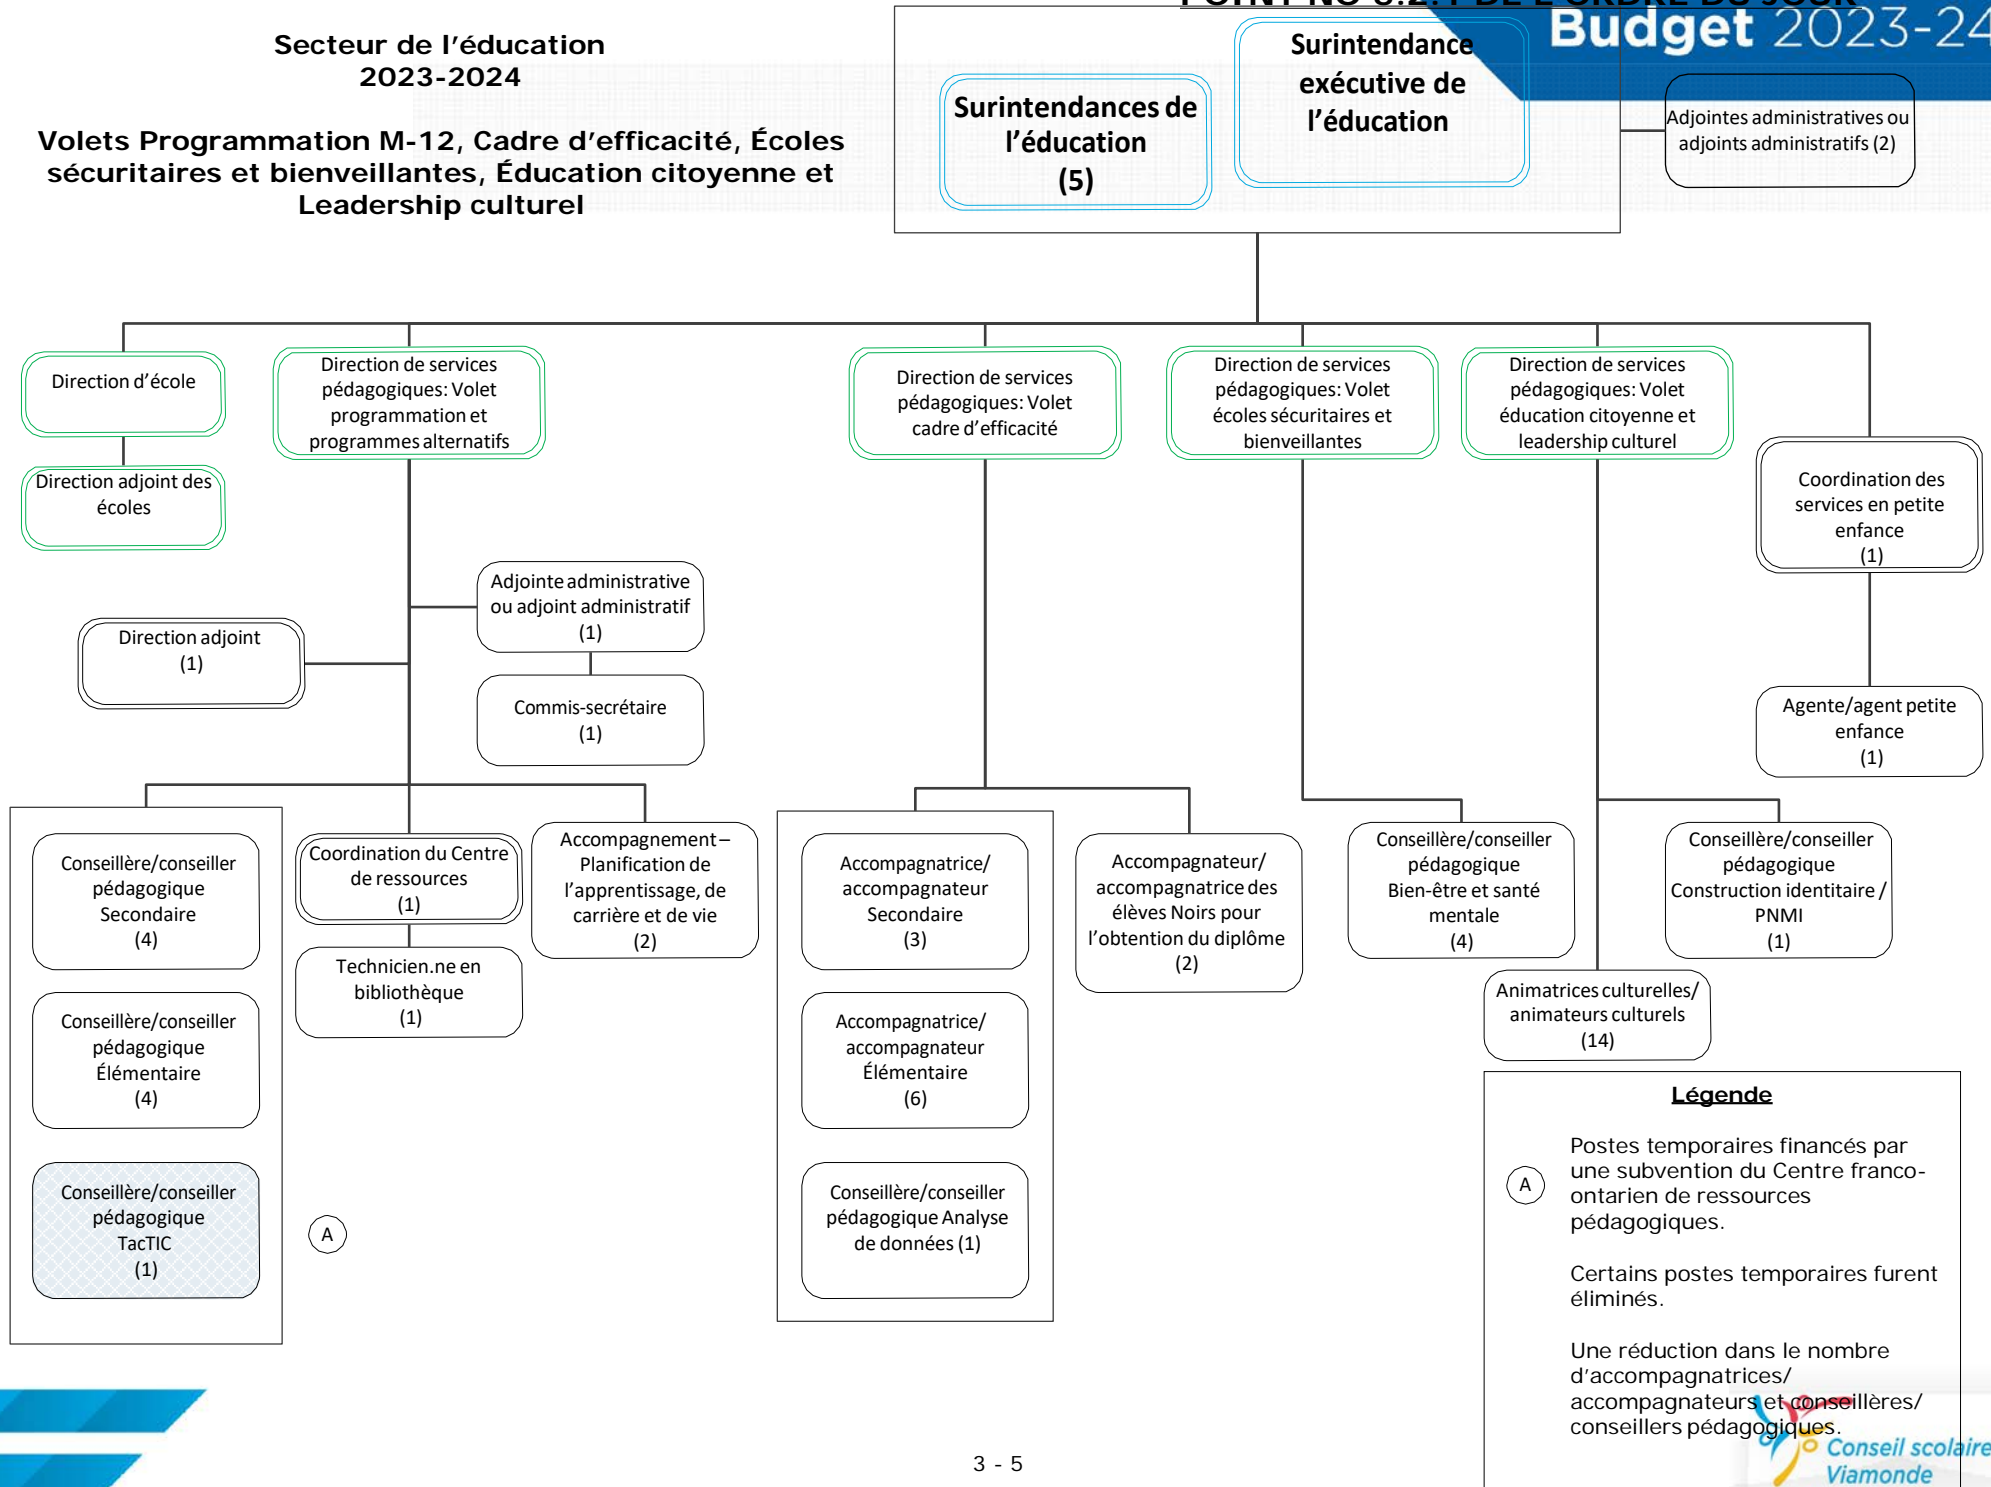 POINT NO 8.2.1 DE L'ORDRE DU JOUR
Budget 2023-24
Secteur de l'éducation
2023-2024
Volets Programmation M-12, Cadre d'efficacité, Écoles
sécuritaires et bienveillantes, Éducation citoyenne et
Leadership culturel
Surintendances de
l'éducation
(5)
Surintendance
exécutive de
l'éducation
Adjointes administratives ou
adjoints administratifs (2)
Direction d'école
Direction adjoint des
écoles
Direction de services
pédagogiques: Volet
programmation et
programmes alternatifs
Direction de services
pédagogiques: Volet
cadre d'efficacité
Direction de services
pédagogiques: Volet
écoles sécuritaires et
bienveillantes
Direction de services
pédagogiques: Volet
éducation citoyenne et
leadership culturel
Coordination des
services en petite
enfance
(1)
Adjointe administrative
ou adjoint administratif
(1)
Direction adjoint
(1)
Commis-secrétaire
(1)
Agente/agent petite
enfance
(1)
Conseillère/conseiller
pédagogique
Secondaire
(4)
Conseillère/conseiller
pédagogique
Élémentaire
(4)
Conseillère/conseiller
pédagogique
TacTIC
(1)
A
Coordination du Centre
de ressources
(1)
Technicien.ne en
bibliothèque
(1)
Accompagnement –
Planification de
l'apprentissage, de
carrière et de vie
(2)
Accompagnatrice/
accompagnateur
Secondaire
(3)
Accompagnatrice/
accompagnateur
Élémentaire
(6)
Conseillère/conseiller
pédagogique Analyse
de données (1)
Accompagnateur/
accompagnatrice des
élèves Noirs pour
l'obtention du diplôme
(2)
Conseillère/conseiller
pédagogique
Bien-être et santé
mentale
(4)
Conseillère/conseiller
pédagogique
Construction identitaire /
PNMI
(1)
Animatrices culturelles/
animateurs culturels
(14)
Légende
A
Postes temporaires financés par
une subvention du Centre franco-
ontarien de ressources
pédagogiques.
Certains postes temporaires furent
éliminés.
Une réduction dans le nombre
d'accompagnatrices/
accompagnateurs et conseillères/
conseillers pédagogiques.
Conseil scolaire
Viamonde
3 - 5